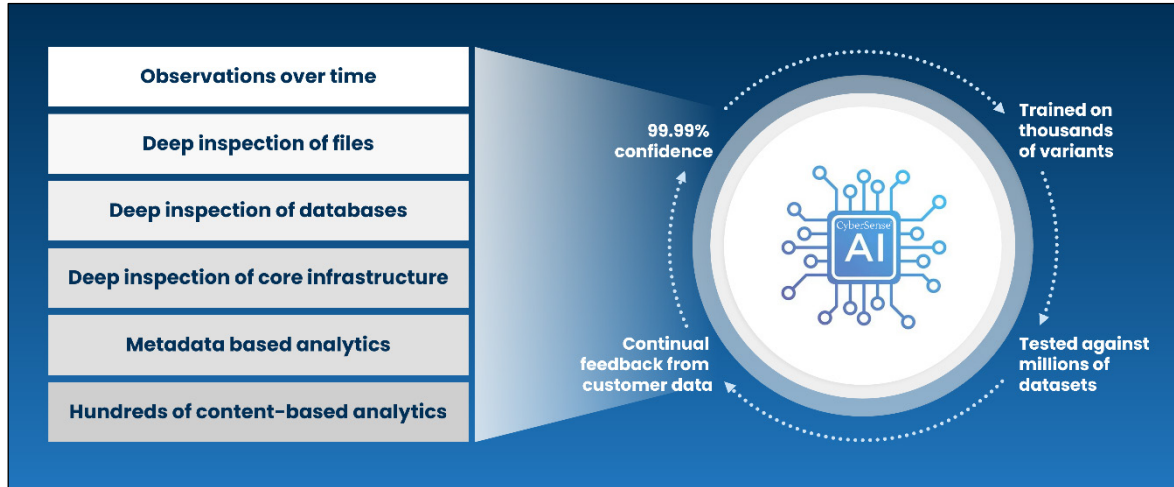 Observations over time
Deep inspection of files
Deep inspection of databases
Deep inspection of core infrastructure
Metadata based analytics
Hundreds of content-based analytics
99.99%
confidence
Trained on
thousands
of variants
CyberSense
AI
Continual
feedback from
customer data
Tested against
millions of
datasets